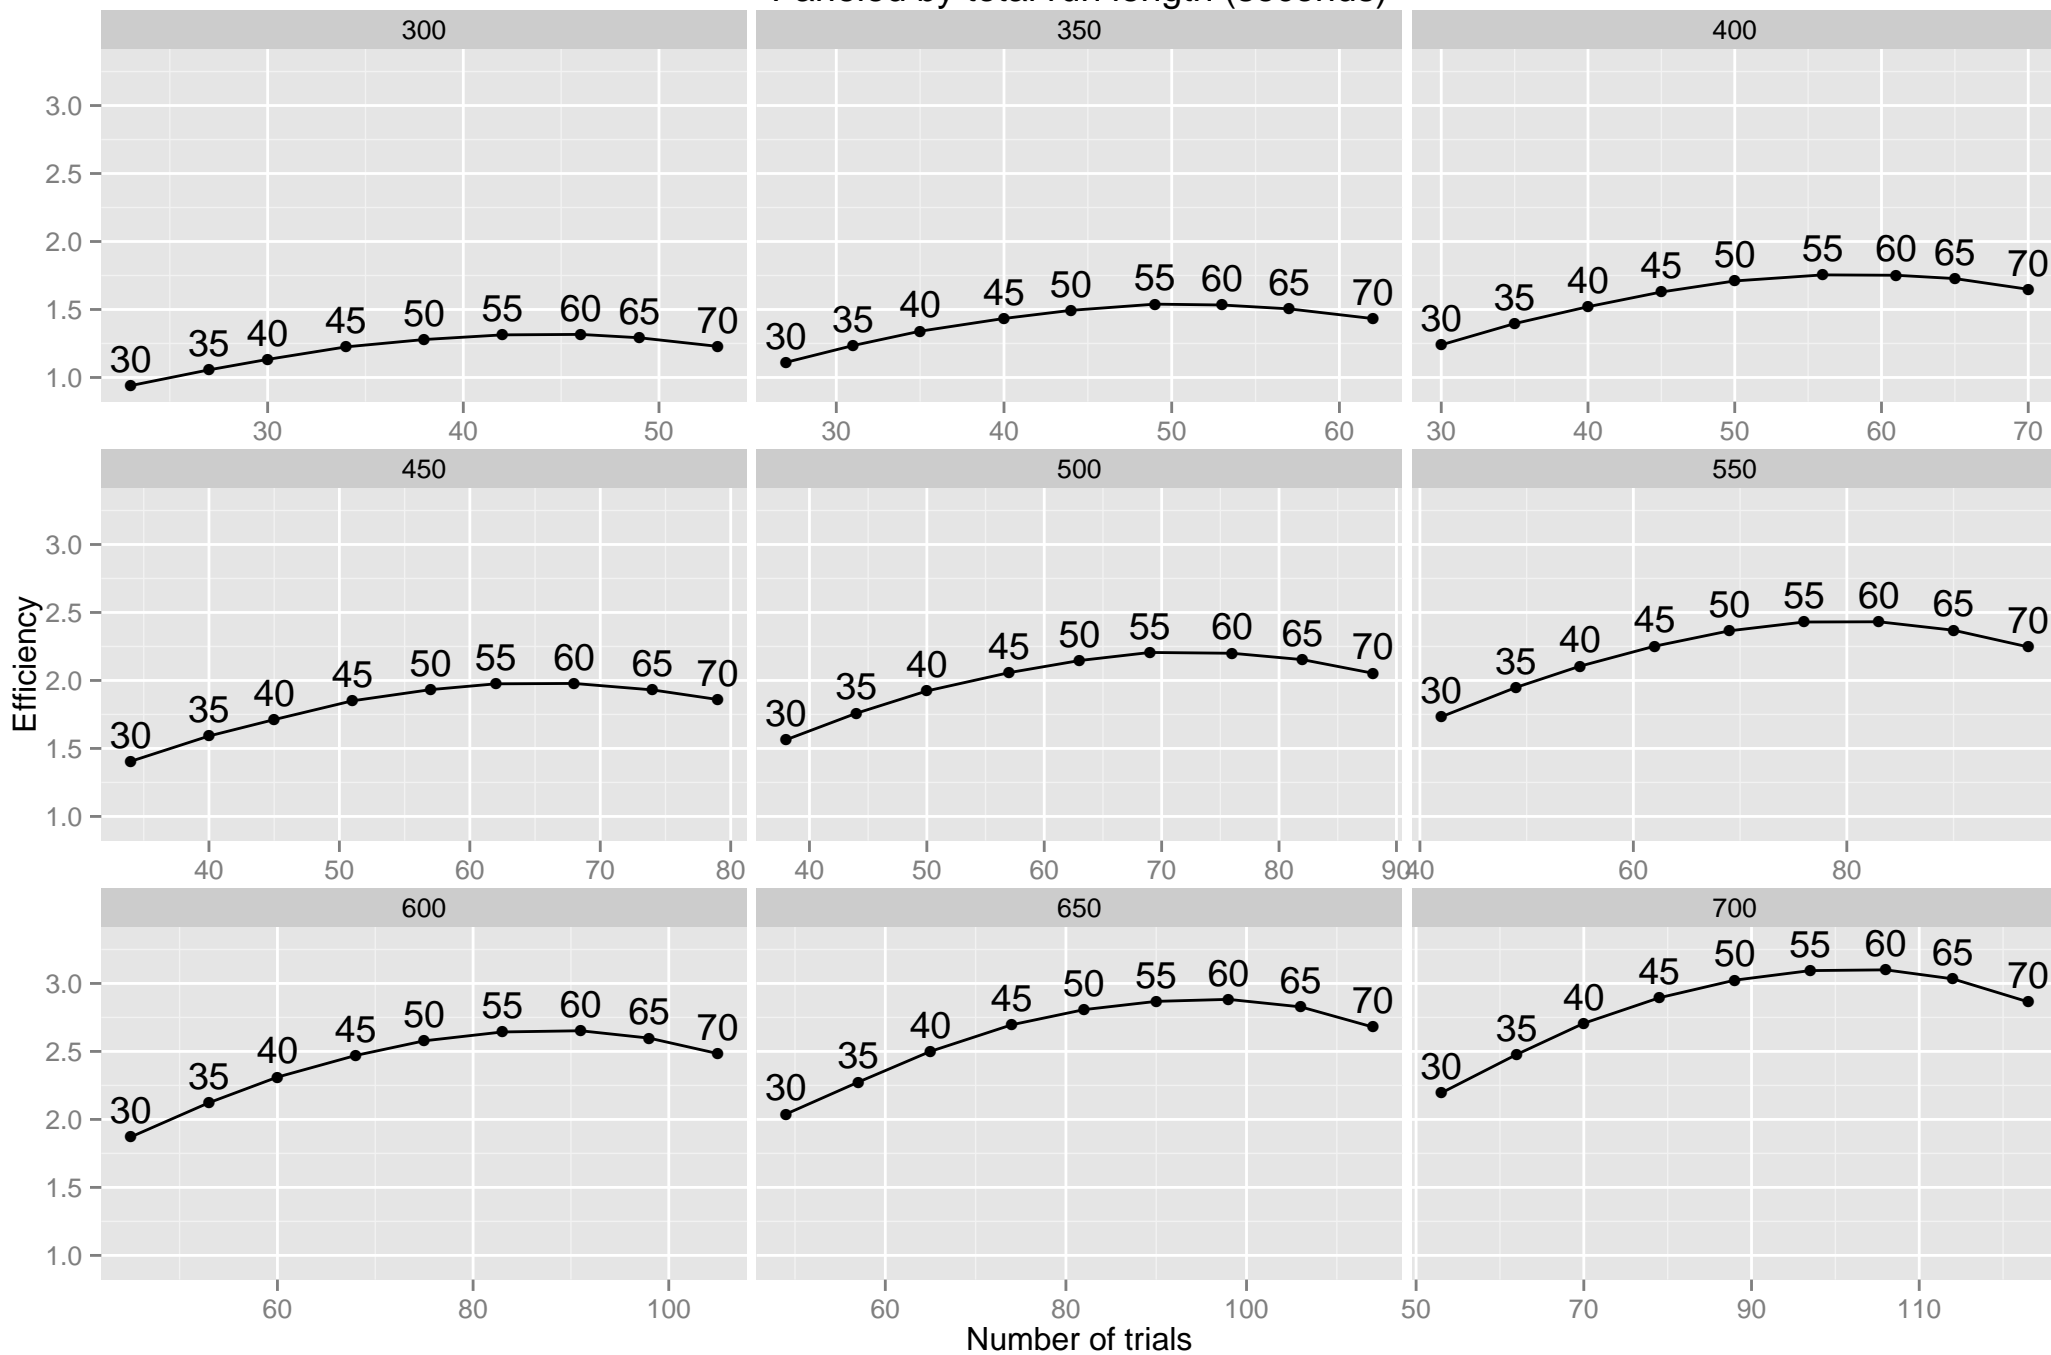 Paneled by total run length (seconds)
300 350 400
3.0
2.5
2.0
1.5
1.0
30 35 40 45 50 55 60 65 70
30 35 40 45 50 55 60 65 70
30 35 40 45 50 55 60 65 70
30 40 50
30 40 50 60
30 40 50 60 70
450 500 550
Efficiency
3.0
2.5
2.0
1.5
1.0
30 35 40 45 50 55 60 65 70
30 35 40 45 50 55 60 65 70
30 35 40 45 50 55 60 65 70
40 50 60 70 80
40 50 60 70 80 90
40 60 80
600 650 700
3.0
2.5
2.0
1.5
1.0
30 35 40 45 50 55 60 65 70
30 35 40 45 50 55 60 65 70
30 35 40 45 50 55 60 65 70
60 80 100
60 80 100
50 70 90 110
Number of trials